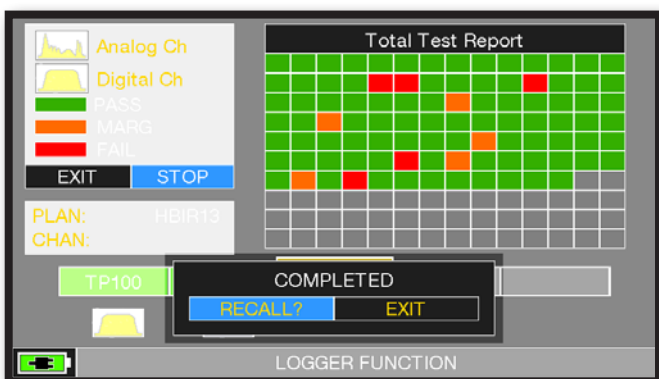 Analog Ch
Digital Ch
PASS
MARG
FAIL
EXIT STOP
Total Test Report
PLAN: HBIR13
CHAN:
TP100
COMPLETED
RECALL? EXIT
LOGGER FUNCTION